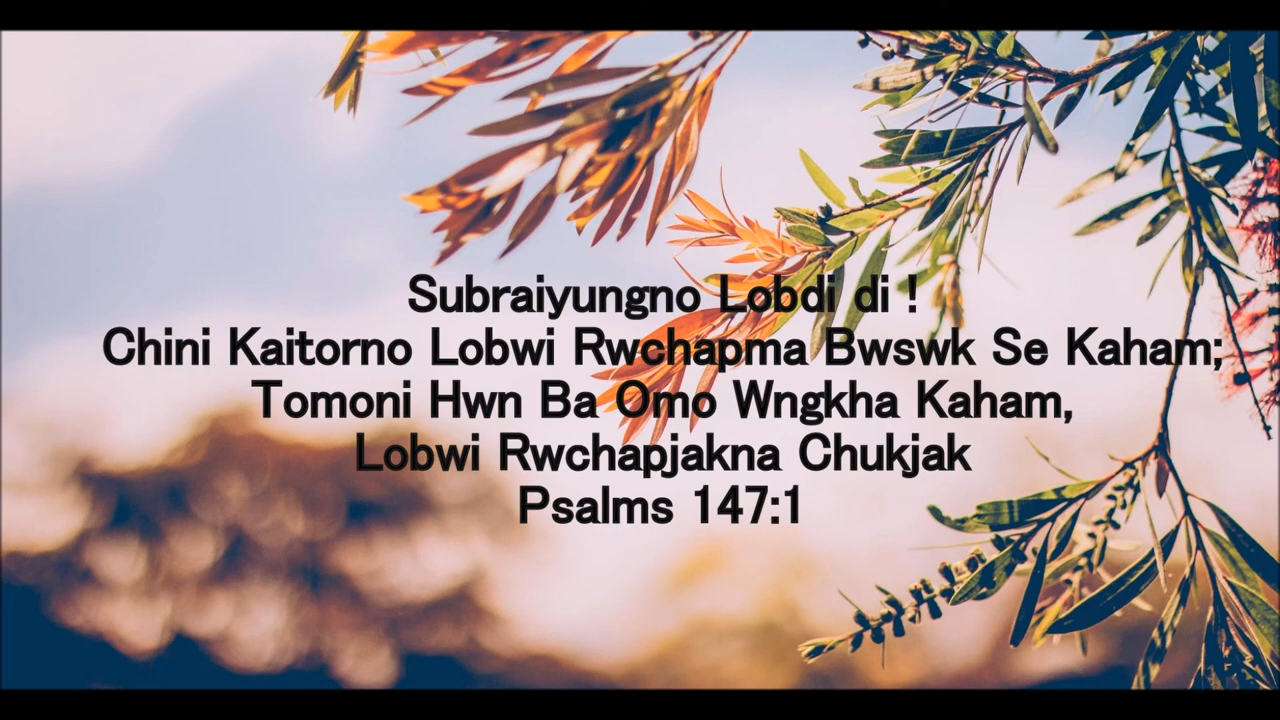 Subraiyungno Lobdi di !
Chini Kaitorno Lobwi Rwchapma Bwswk Se Kaham;
Tomoni Hwn Ba Omo Wngkha Kaham,
Lobwi Rwchapjakna Chukjak
Psalms 147:1